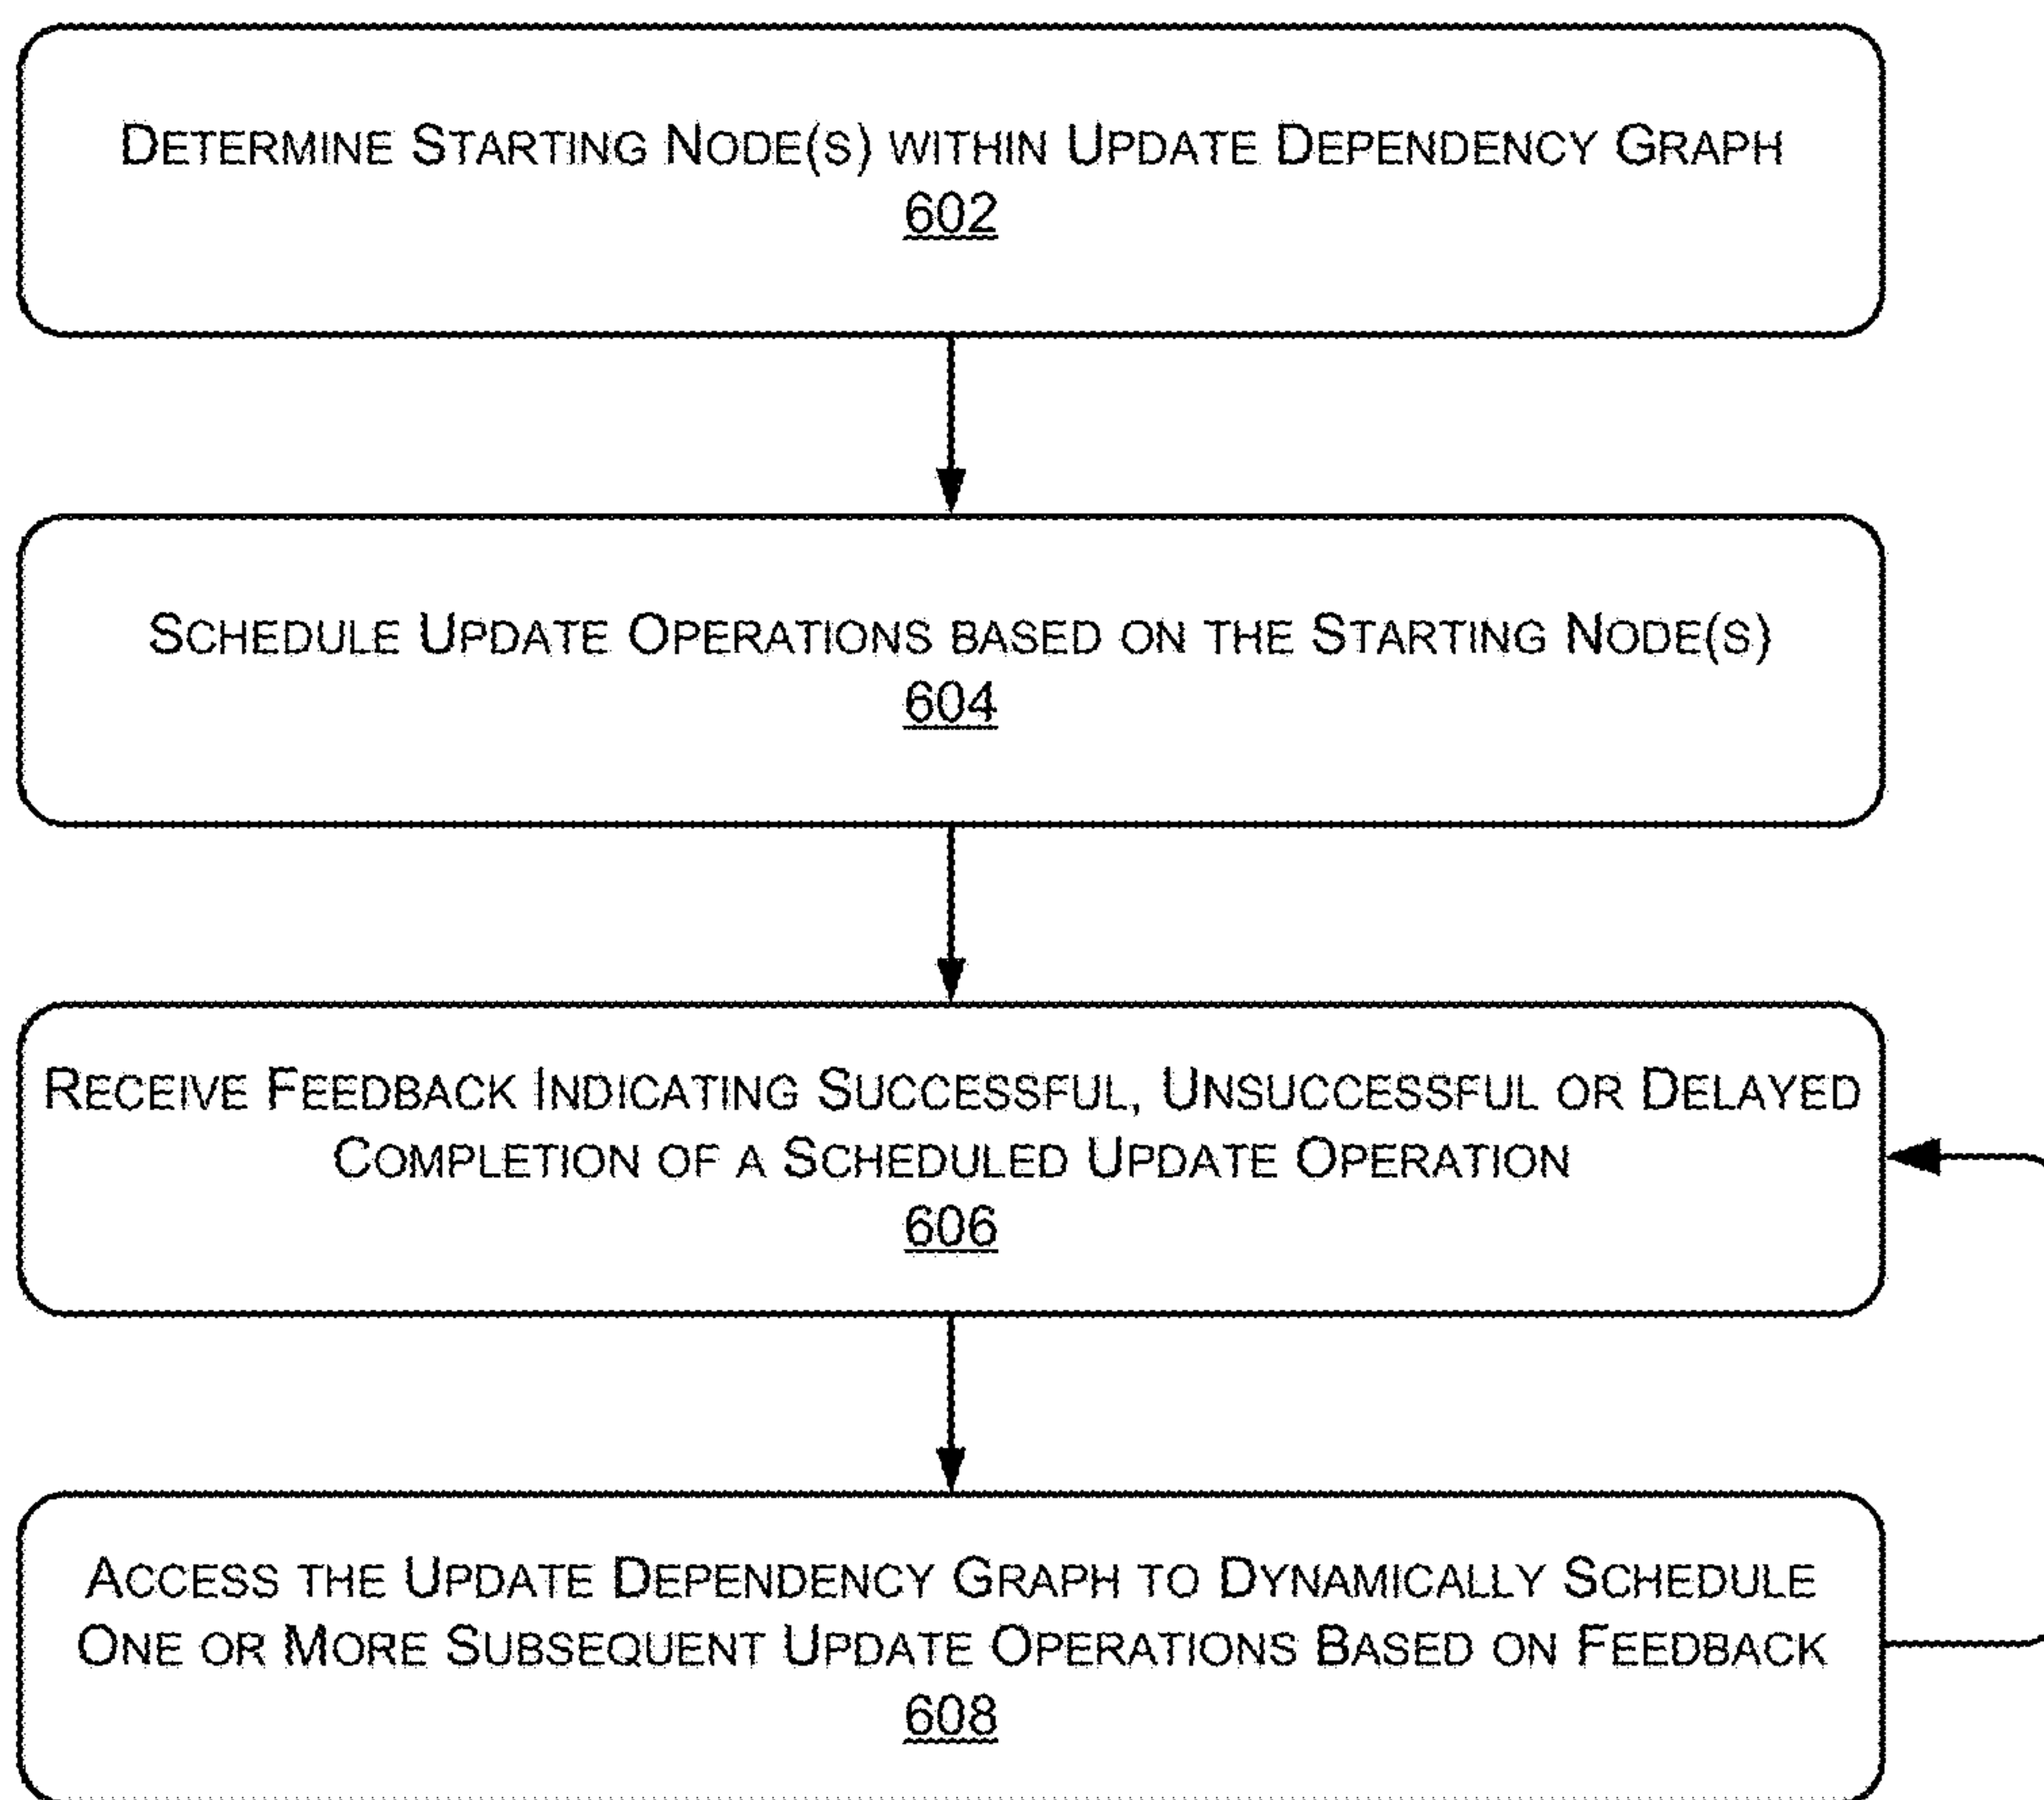 DETERMINE STARTING NODE(S) WITHIN UPDATE DEPENDENCY GRAPH
602
SCHEDULE UPDATE OPERATIONS BASED ON THE STARTING NODE(S)
604
RECEIVE FEEDBACK INDICATING SUCCESSFUL, UNSUCCESSFUL OR DELAYED
COMPLETION OF A SCHEDULED UPDATE OPERATION
606
ACCESS THE UPDATE DEPENDENCY GRAPH TO DYNAMICALLY SCHEDULE
ONE OR MORE SUBSEQUENT UPDATE OPERATIONS BASED ON FEEDBACK
608